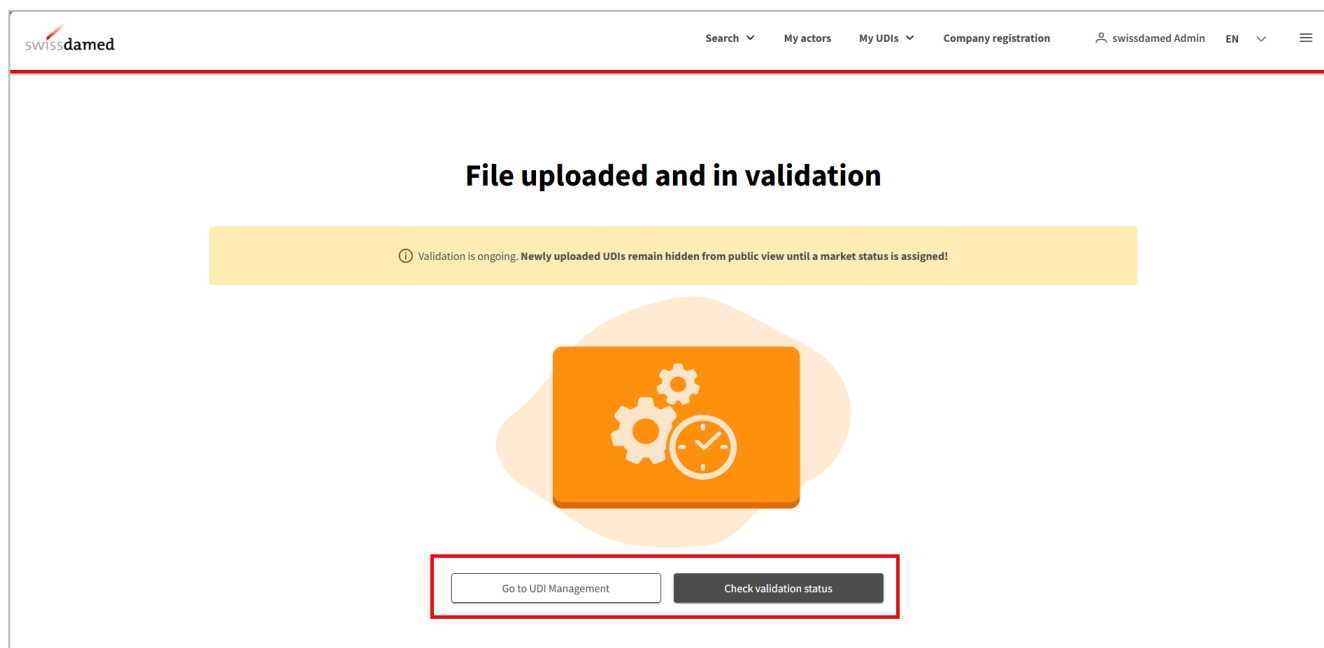 swissdamed
Search My actors My UDIs Company registration swissdamed Admin EN
File uploaded and in validation
Validation is ongoing. Newly uploaded UDIs remain hidden from public view until a market status is assigned!
Go to UDI Management Check validation status